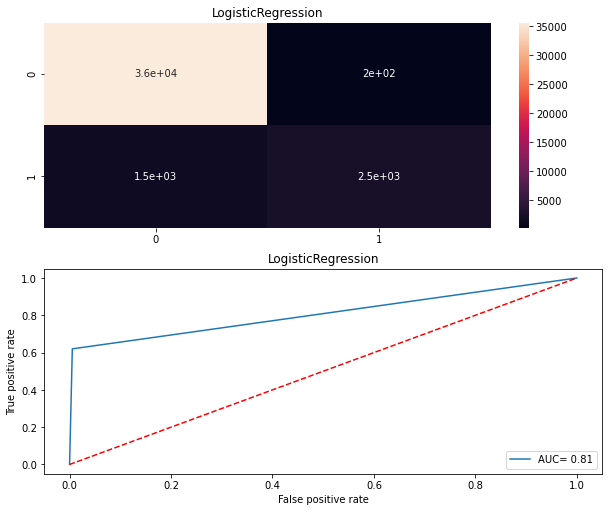 LogisticRegression
0
3.6e+04
2e+02
1
1.5e+03
2.5e+03
0
1
35000
30000
25000
20000
15000
10000
5000
LogisticRegression
True positive rate
1.0
0.8
0.6
0.4
0.2
0.0
AUC= 0.81
0.0
0.2
0.4
0.6
0.8
1.0
False positive rate